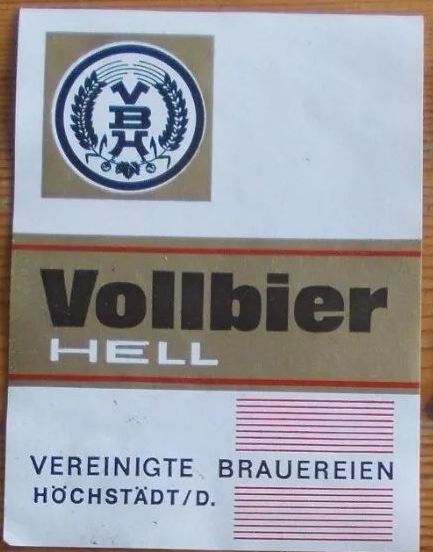 V
B
H
Vollbier
HELL
VEREINIGTE BRAUEREIEN
HÖCHSTÄDT/D.